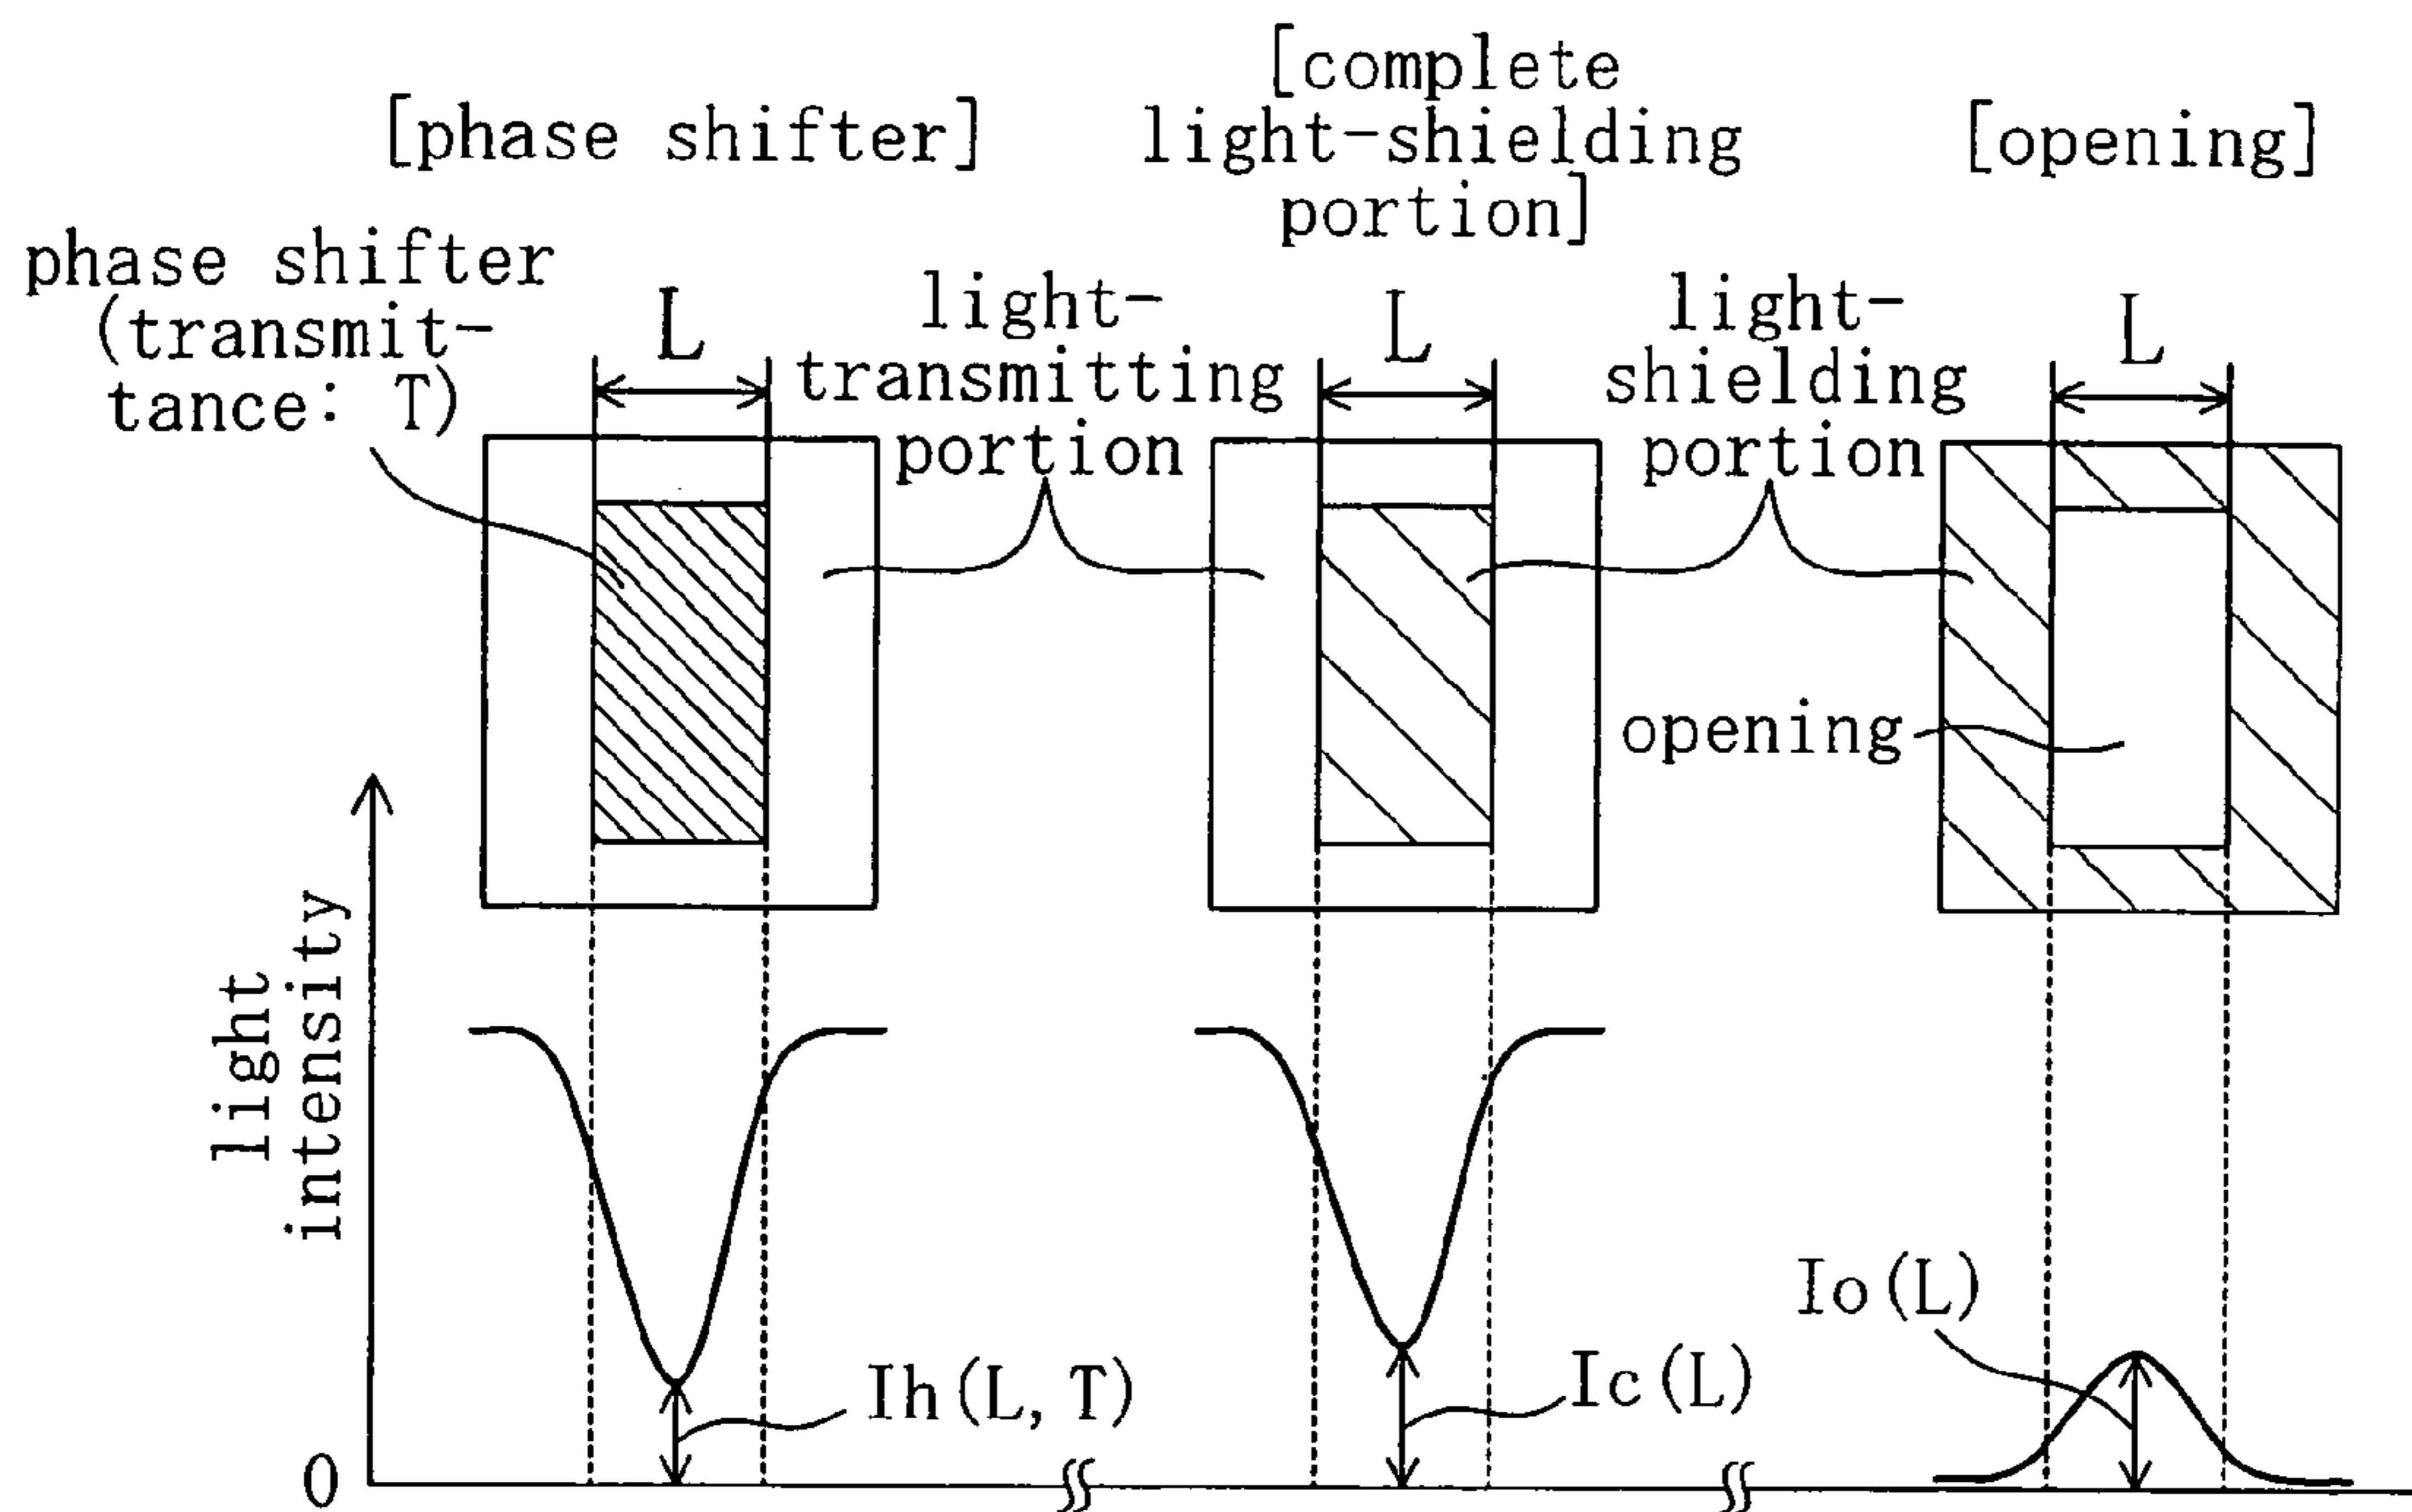 [phase shifter]
[complete
light-shielding
portion]
[opening]
phase shifter
(transmit-
tance: T)
L
light-
transmitting
portion
L
light-
shielding
portion
L
opening
light
intensity
Ih(L, T)
Ic(L)
Io(L)
0